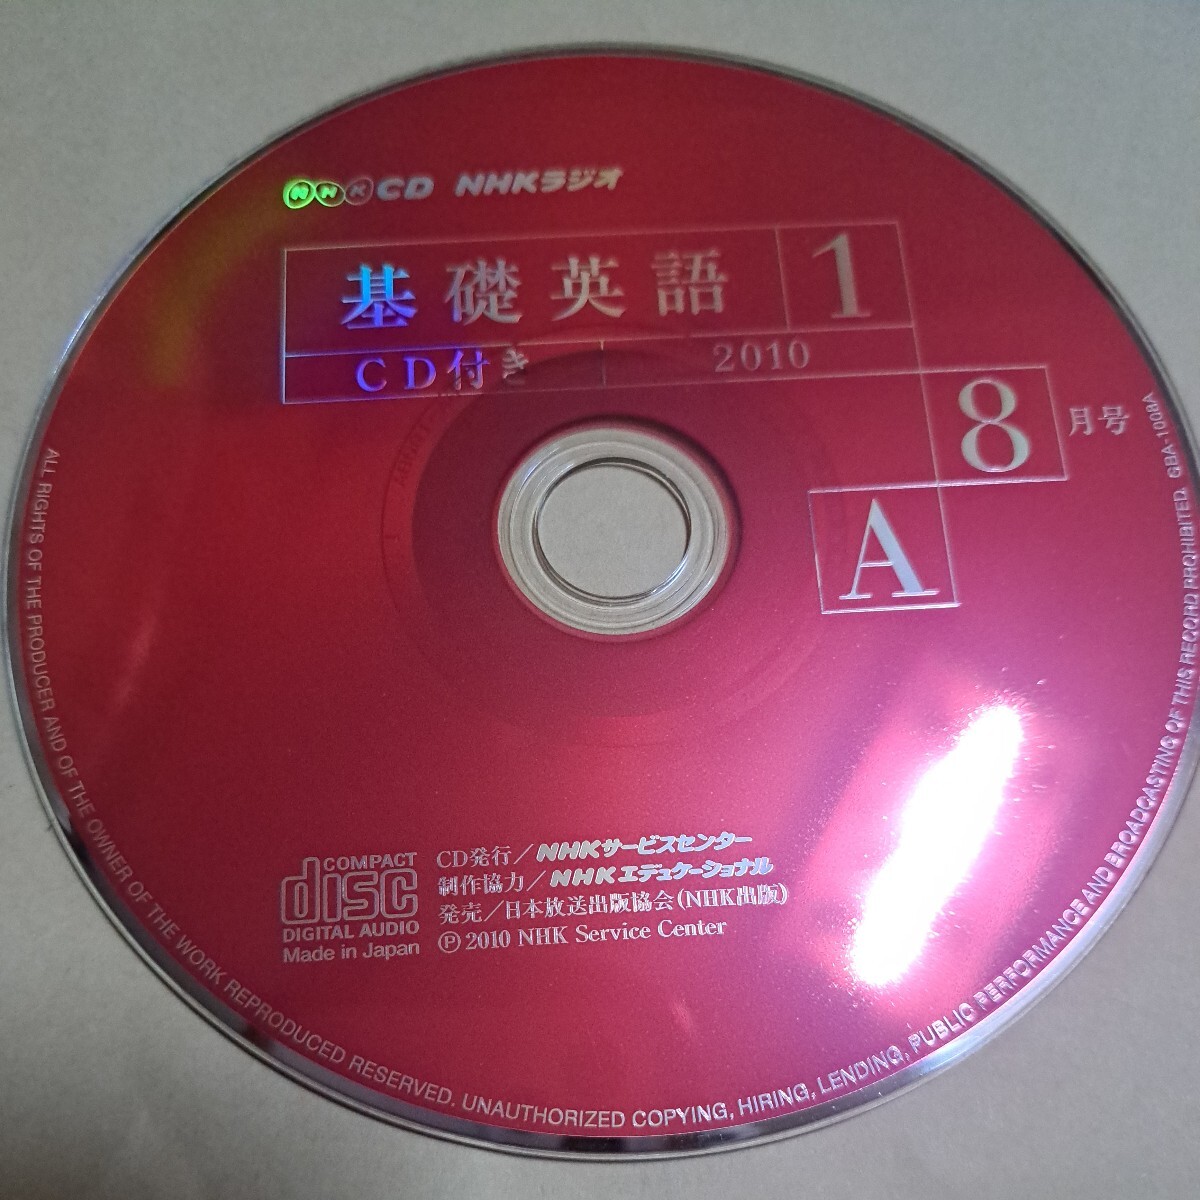 NHK CD NHKラジオ
基礎英語 1
CD付き 2010
8 月号
A
COMPACT disc DIGITAL AUDIO
Made in Japan
CD発行／NHKサービスセンター
制作協力／NHKエデュケーショナル
発売／日本放送出版協会(NHK出版)
Ⓟ 2010 NHK Service Center
ALL RIGHTS OF THE PRODUCER AND OF THE OWNER OF THE WORK REPRODUCED RESERVED. UNAUTHORIZED COPYING, HIRING, LENDING, PUBLIC PERFORMANCE AND BROADCASTING OF THIS RECORD PROHIBITED. GBA-1008A